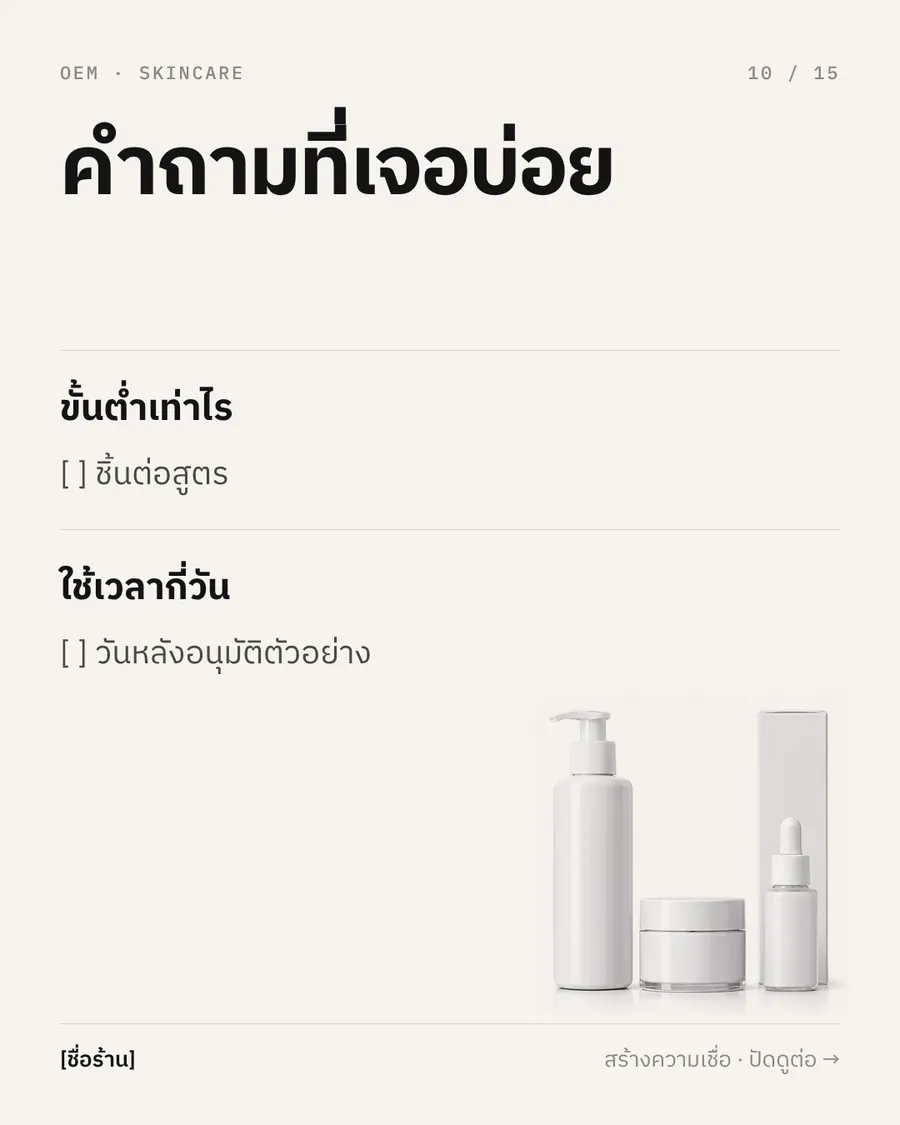 OEM · SKINCARE
10 / 15
คำถามที่เจอบ่อย
ขั้นต่ำเท่าไร
[ ] ชิ้นต่อสูตร
ใช้เวลากี่วัน
[ ] วันหลังอนุมัติตัวอย่าง
[ชื่อร้าน]
สร้างความเชื่อ · ปัดดูต่อ →